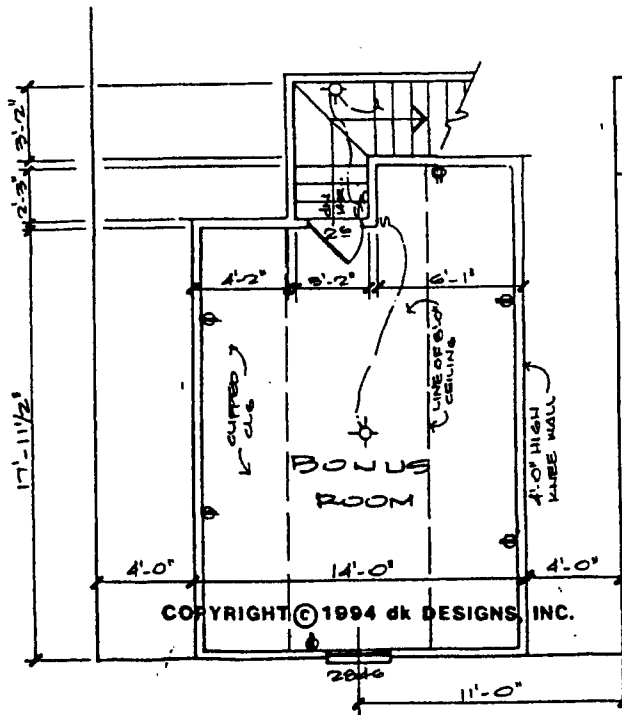 3'-2"
2'-3"
17'-11 1/2"
4'-2"
3'-2"
6'-1"
CLIPPED
CLG
LINE OF 8'0"
CEILING
4'-0" HIGH
KNEE WALL
BONUS
ROOM
4'-0"
14'-0"
4'-0"
COPYRIGHT © 1994 dk DESIGNS, INC.
2846
11'-0"